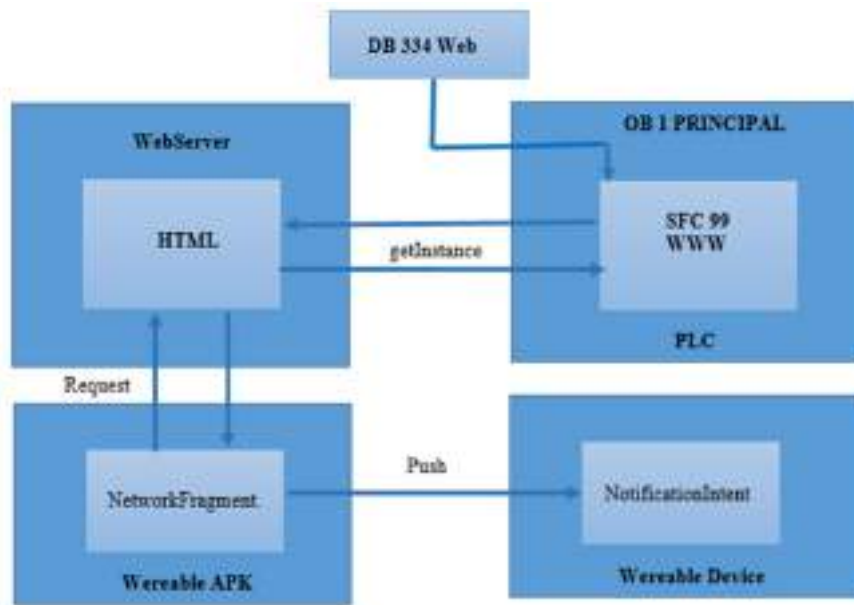 DB 334 Web
WebServer
OB 1 PRINCIPAL
HTML
SFC 99
WWW
getInstance
PLC
Request
Push
NetworkFragment.
NotificationIntent
Wereable APK
Wereable Device